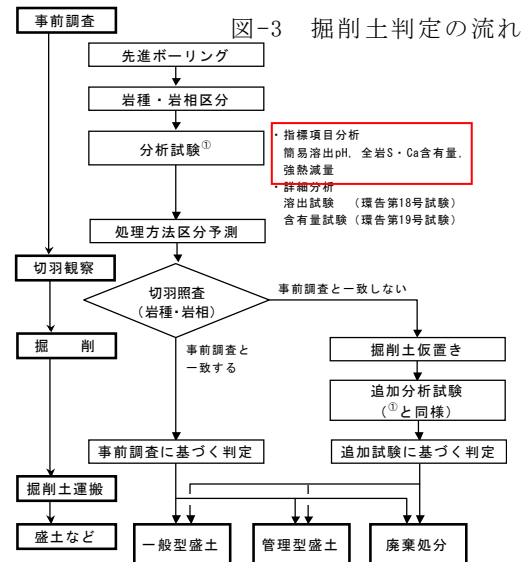 図-3 掘削土判定の流れ
事前調査
先進ボーリング
岩種・岩相区分
分析試験①
・指標項目分析
簡易溶出pH，全岩S・Ca含有量，
強熱減量
・詳細分析
溶出試験 （環告第18号試験）
含有量試験（環告第19号試験）
処理方法区分予測
切羽観察
切羽照査
（岩種・岩相）
事前調査と一致しない
掘 削
事前調査と
一致する
掘削土仮置き
追加分析試験
（①と同様）
事前調査に基づく判定
追加試験に基づく判定
掘削土運搬
盛土など
一般型盛土
管理型盛土
廃棄処分